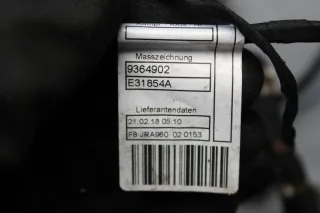 Masszeichnung
9364902
E31854A
Lieferantendaten
21.02.18 05:10
FB JRA960 02 0153